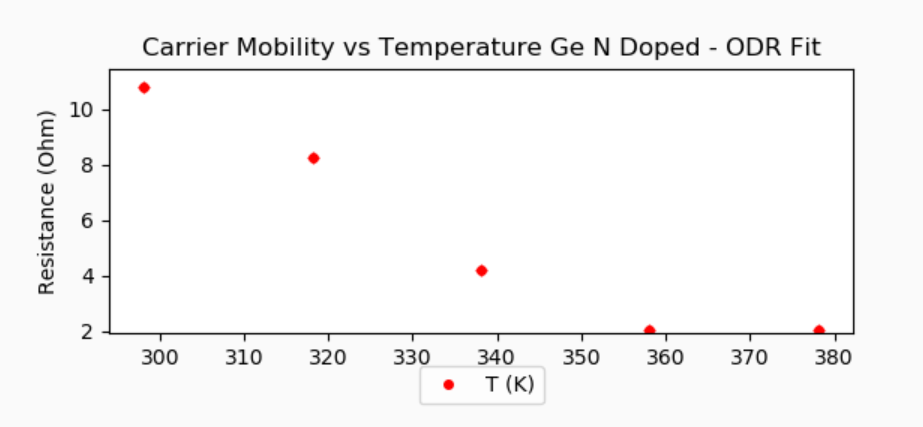 Carrier Mobility vs Temperature Ge N Doped - ODR Fit
Resistance (Ohm)
10
8
6
4
2
300 310 320 330 340 350 360 370 380
T (K)